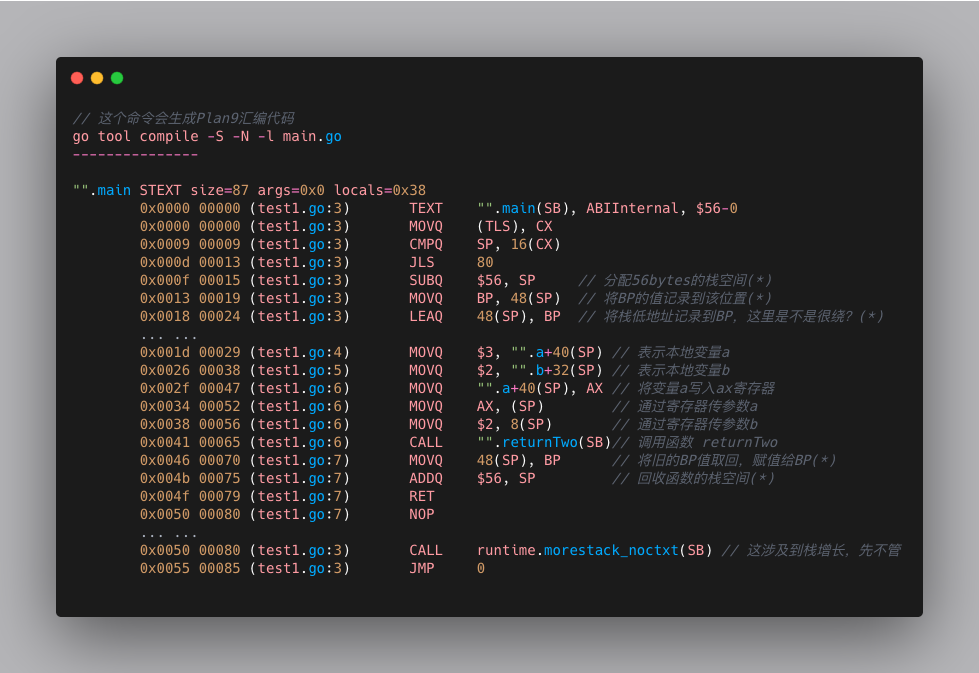 // 这个命令会生成Plan9汇编代码
go tool compile -S -N -l main.go
---------------
"".main STEXT size=87 args=0x0 locals=0x38
0x0000 00000 (test1.go:3) TEXT "".main(SB), ABIInternal, $56-0
0x0000 00000 (test1.go:3) MOVQ (TLS), CX
0x0009 00009 (test1.go:3) CMPQ SP, 16(CX)
0x000d 00013 (test1.go:3) JLS 80
0x000f 00015 (test1.go:3) SUBQ $56, SP // 分配56bytes的栈空间(*)
0x0013 00019 (test1.go:3) MOVQ BP, 48(SP) // 将BP的值记录到该位置(*)
0x0018 00024 (test1.go:3) LEAQ 48(SP), BP // 将栈低地址记录到BP，这里是不是很绕？(*)
... ...
0x001d 00029 (test1.go:4) MOVQ $3, "".a+40(SP) // 表示本地变量a
0x0026 00038 (test1.go:5) MOVQ $2, "".b+32(SP) // 表示本地变量b
0x002f 00047 (test1.go:6) MOVQ "".a+40(SP), AX // 将变量a写入ax寄存器
0x0034 00052 (test1.go:6) MOVQ AX, (SP) // 通过寄存器传参数a
0x0038 00056 (test1.go:6) MOVQ $2, 8(SP) // 通过寄存器传参数b
0x0041 00065 (test1.go:6) CALL "".returnTwo(SB)// 调用函数 returnTwo
0x0046 00070 (test1.go:7) MOVQ 48(SP), BP // 将旧的BP值取回，赋值给BP(*)
0x004b 00075 (test1.go:7) ADDQ $56, SP // 回收函数的栈空间(*)
0x004f 00079 (test1.go:7) RET
0x0050 00080 (test1.go:7) NOP
... ...
0x0050 00080 (test1.go:3) CALL runtime.morestack_noctxt(SB) // 这涉及到栈增长，先不管
0x0055 00085 (test1.go:3) JMP 0